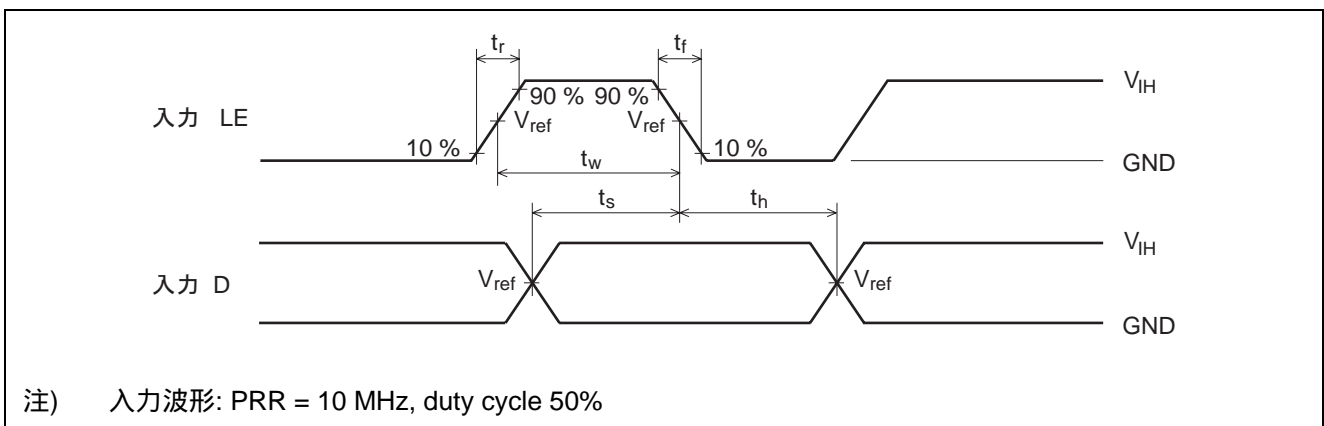 tr tf
VIH
90 % 90 %
入力 LE
Vref Vref
10 % 10 %
tw
GND
ts th
VIH
入力 D
Vref Vref
GND
注) 入力波形: PRR = 10 MHz, duty cycle 50%